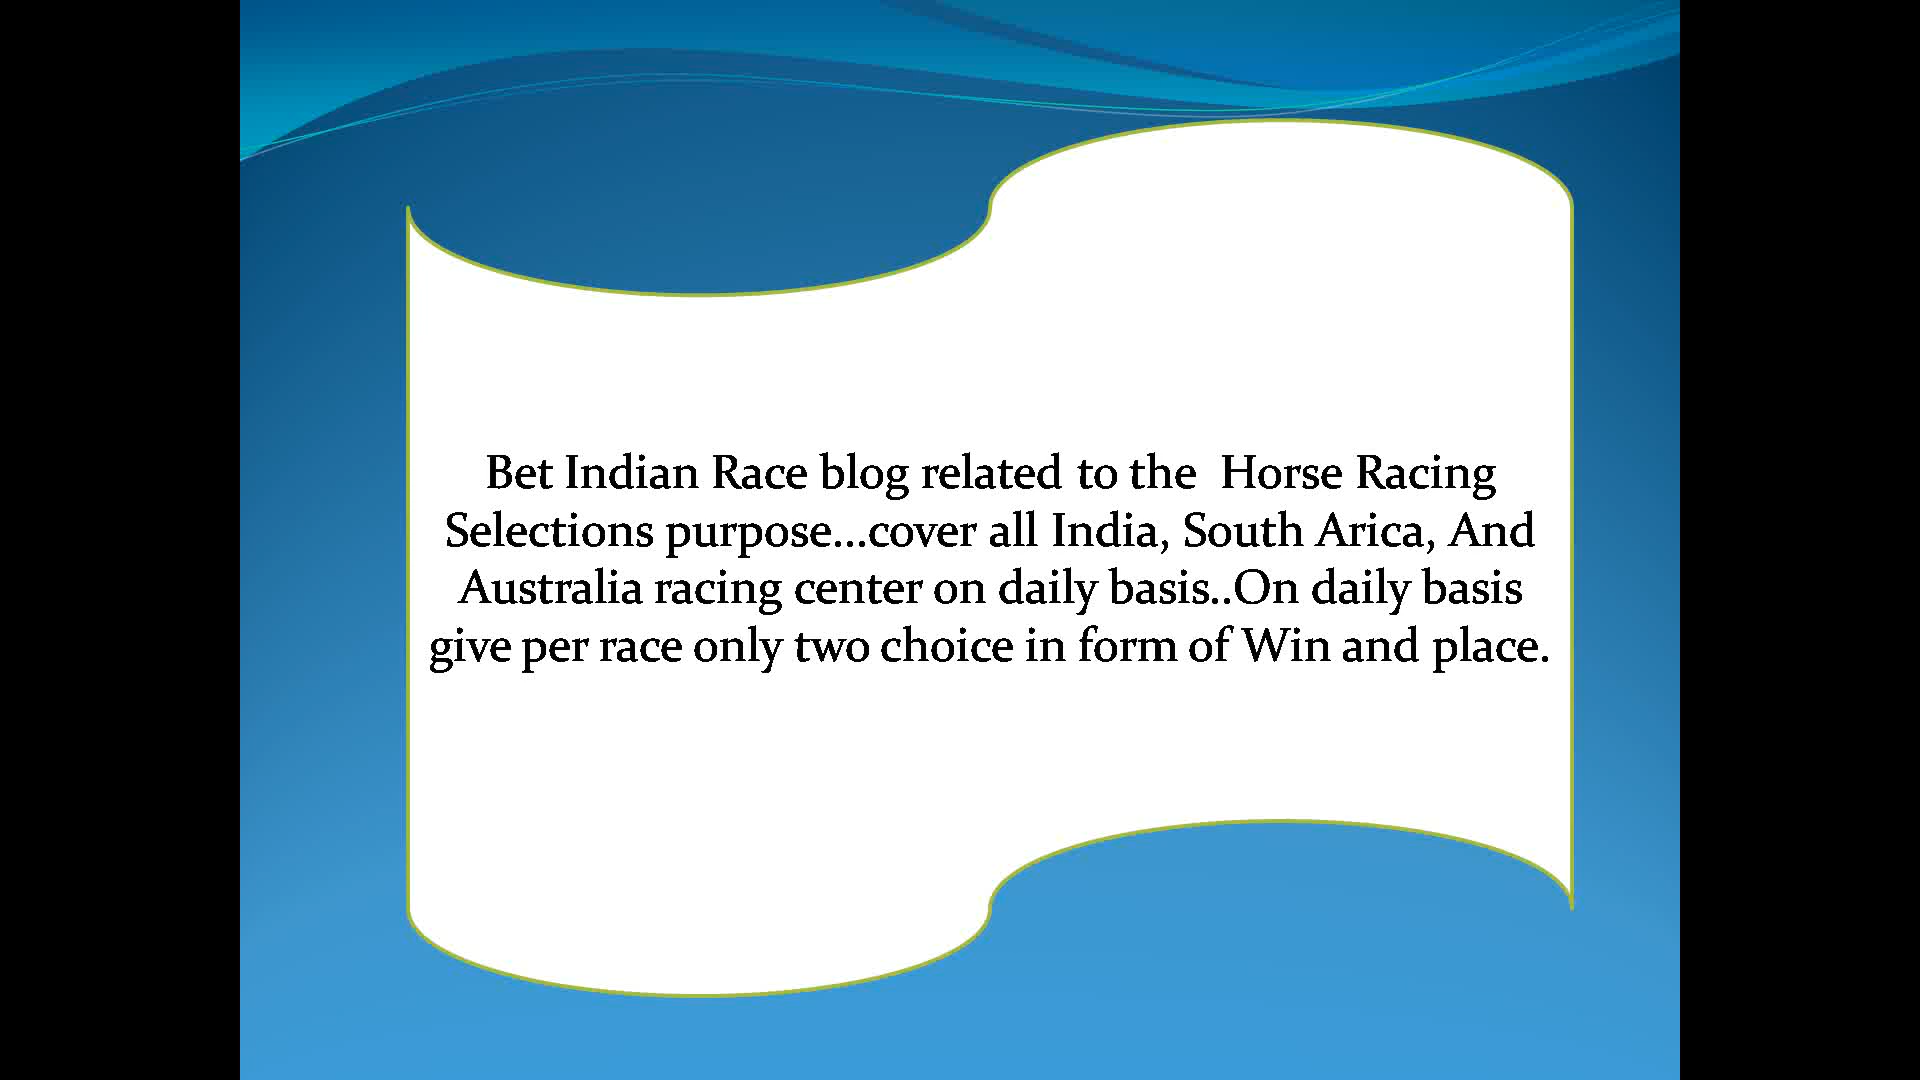 Bet Indian Race blog related to the  Horse Racing
Selections purpose...cover all India, South Arica, And
Australia racing center on daily basis..On daily basis
give per race only two choice in form of Win and place.